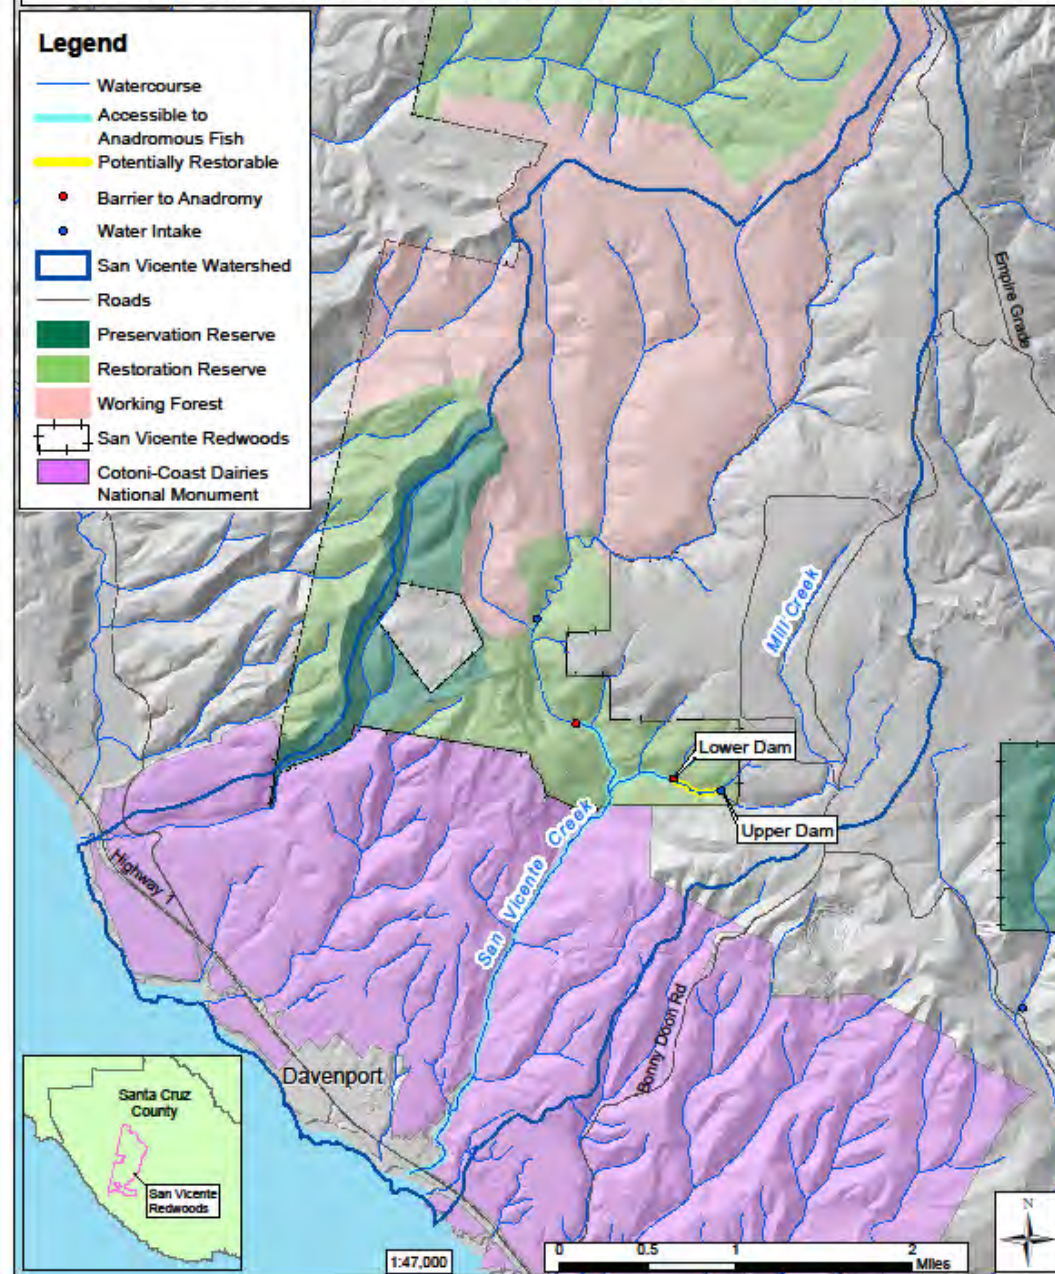 Legend
Watercourse
Accessible to
Anadromous Fish
Potentially Restorable
Barrier to Anadromy
Water Intake
San Vicente Watershed
Roads
Preservation Reserve
Restoration Reserve
Working Forest
San Vicente Redwoods
Cotoni-Coast Dairies
National Monument
Empire Grade
Mill Creek
Lower Dam
Upper Dam
San Vicente Creek
Highway 1
Bonny Doon Rd
Davenport
Santa Cruz
County
San Vicente
Redwoods
N
1:47,000
0 0.5 1 2
Miles